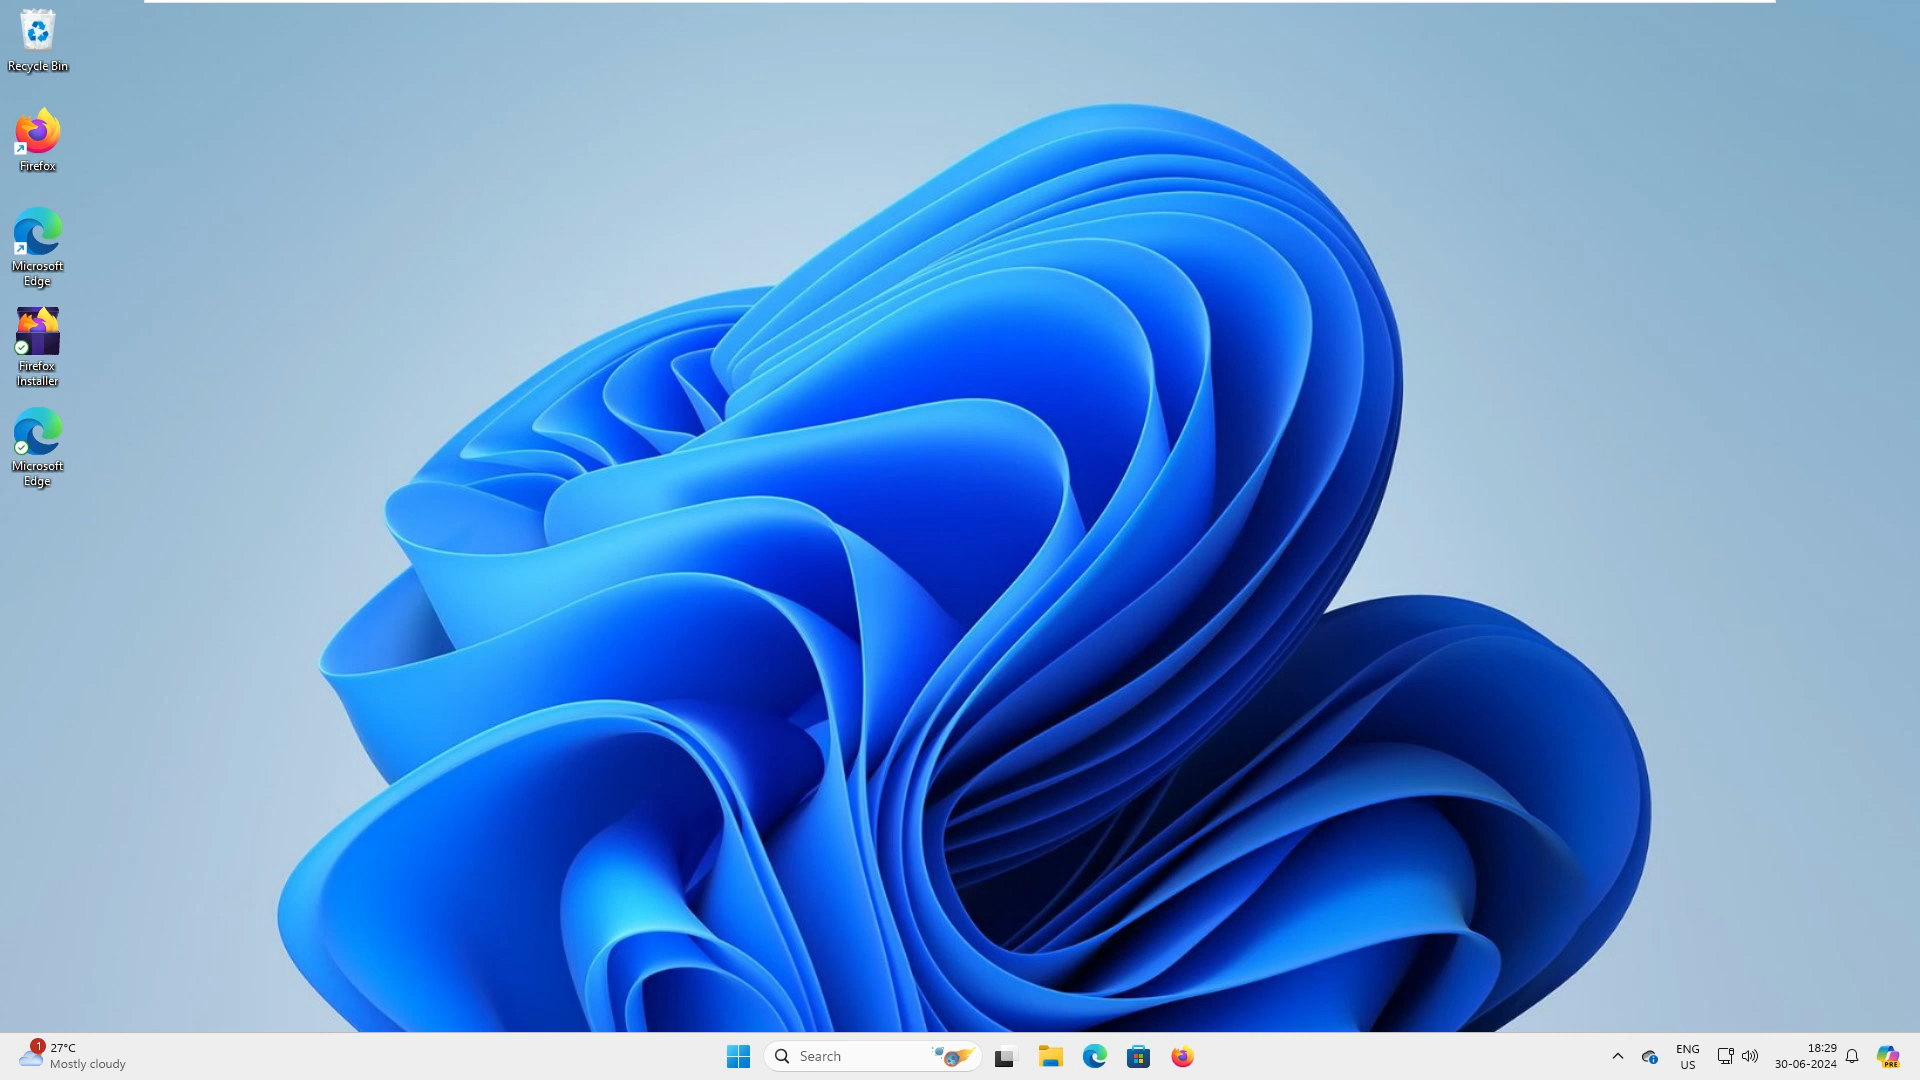 Recycle Bin
Firefox
Microsoft
Edge
Firefox
Installer
Microsoft
Edge
1
27°C
Mostly cloudy
Search
ENG
US
18:29
30-06-2024
PRE